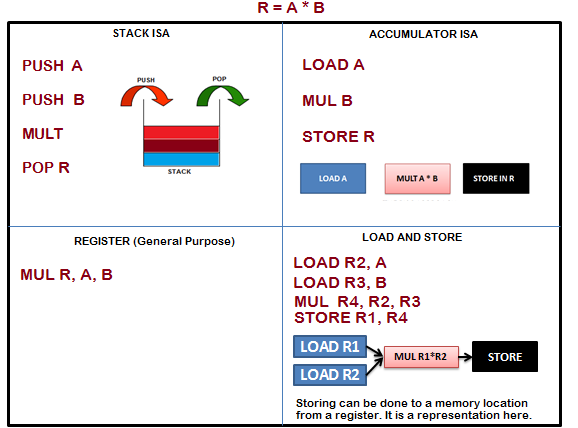 R = A * B
STACK ISA
PUSH A
PUSH B
MULT
POP R
PUSH
POP
STACK
ACCUMULATOR ISA
LOAD A
MUL B
STORE R
LOAD A
MULT A * B
STORE IN R
REGISTER (General Purpose)
MUL R, A, B
LOAD AND STORE
LOAD R2, A
LOAD R3, B
MUL R4, R2, R3
STORE R1, R4
LOAD R1
LOAD R2
MUL R1*R2
STORE
Storing can be done to a memory location
from a register. It is a representation here.